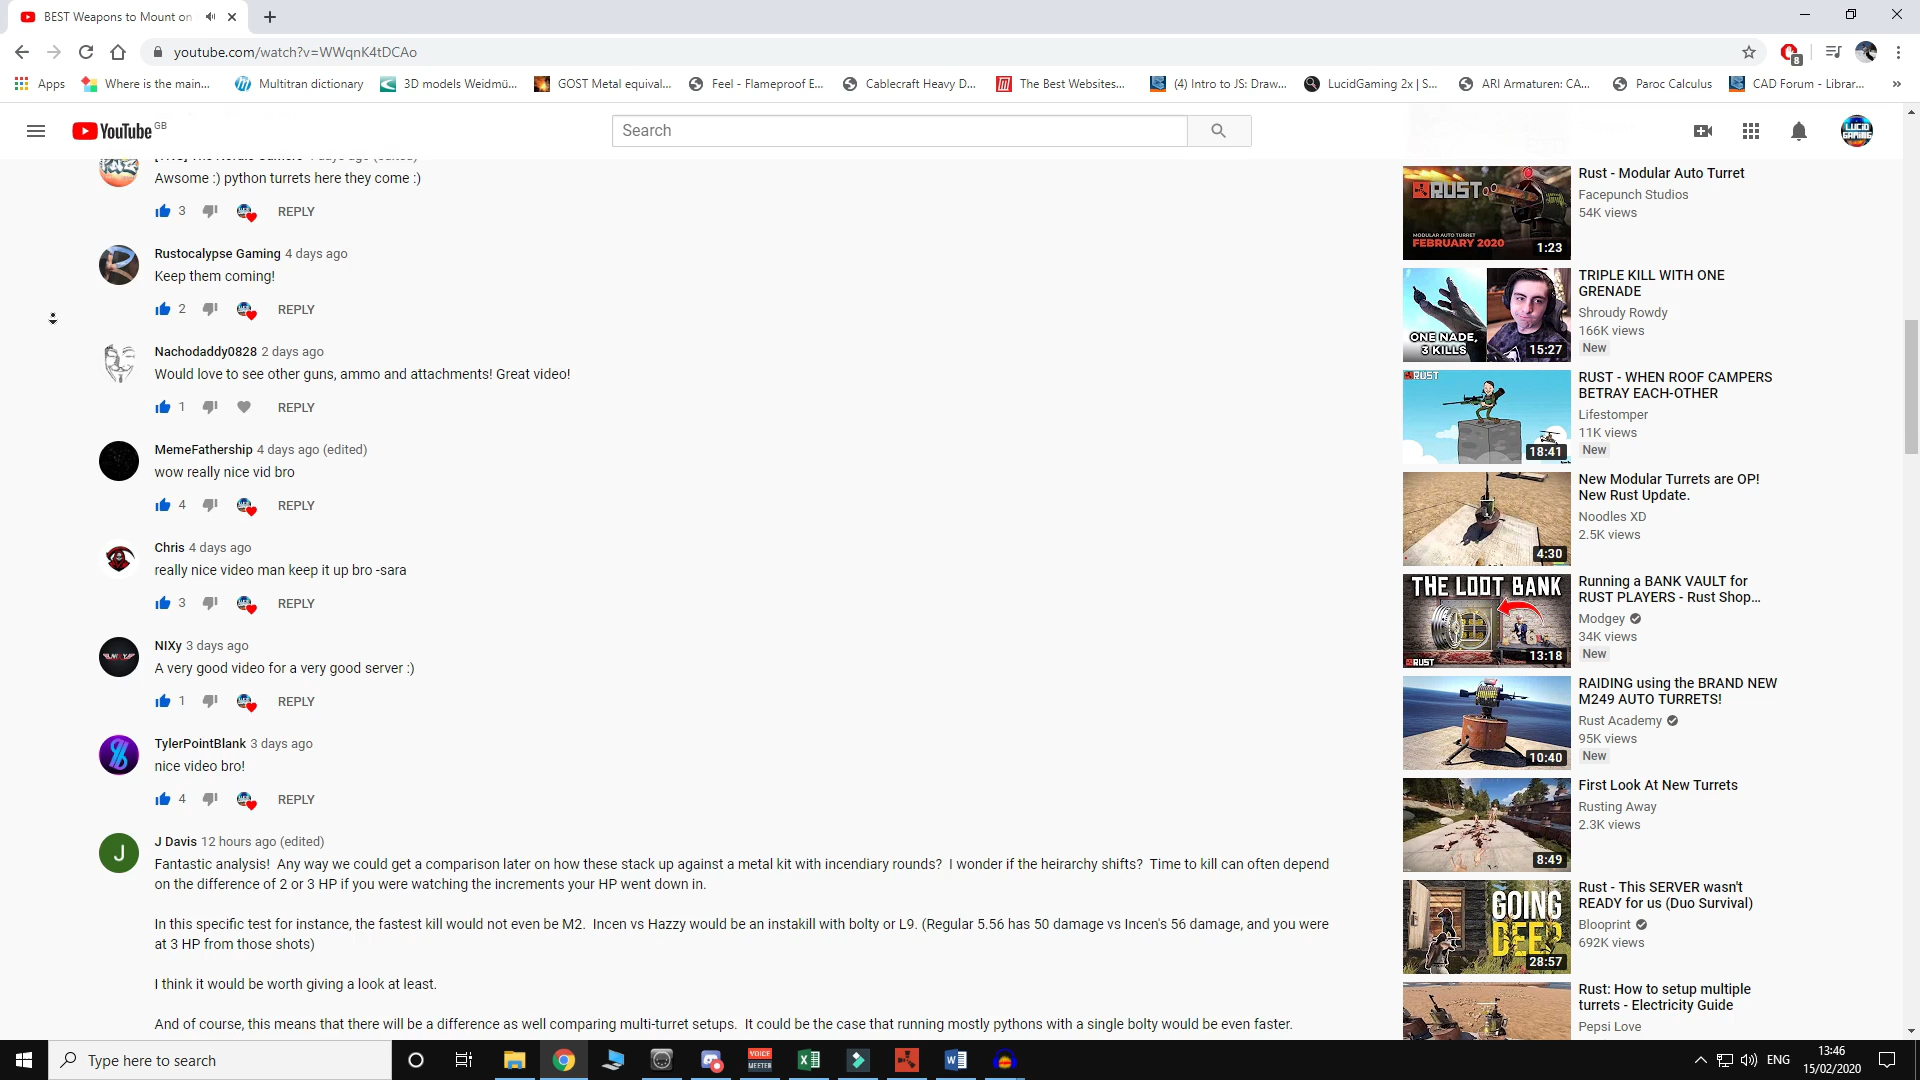 BEST Weapons to Mount on
youtube.com/watch?v=WWqnK4tDCAo
8
Apps
Where is the main...
Multitran dictionary
3D models Weidmü...
GOST Metal equival...
Feel - Flameproof E...
Cablecraft Heavy D...
The Best Websites...
(4) Intro to JS: Draw...
LucidGaming 2x | S...
ARI Armaturen: CA...
Paroc Calculus
CAD Forum - Librar...
»
YouTube GB
Search
LUCID GAMING
Awsome :) python turrets here they come :)
3 REPLY
Rustocalypse Gaming 4 days ago
Keep them coming!
2 REPLY
Nachodaddy0828 2 days ago
Would love to see other guns, ammo and attachments! Great video!
1 REPLY
MemeFathership 4 days ago (edited)
wow really nice vid bro
4 REPLY
Chris 4 days ago
really nice video man keep it up bro -sara
3 REPLY
NIXy 3 days ago
A very good video for a very good server :)
1 REPLY
TylerPointBlank 3 days ago
nice video bro!
4 REPLY
J
J Davis 12 hours ago (edited)
Fantastic analysis!  Any way we could get a comparison later on how these stack up against a metal kit with incendiary rounds?  I wonder if the heirarchy shifts?  Time to kill can often depend
on the difference of 2 or 3 HP if you were watching the increments your HP went down in.
In this specific test for instance, the fastest kill would not even be M2.  Incen vs Hazzy would be an instakill with bolty or L9. (Regular 5.56 has 50 damage vs Incen's 56 damage, and you were
at 3 HP from those shots)
I think it would be worth giving a look at least.
And of course, this means that there will be a difference as well comparing multi-turret setups.  It could be the case that running mostly pythons with a single bolty would be even faster.
RUST
MODULAR AUTO TURRET
FEBRUARY 2020
1:23
Rust - Modular Auto Turret
Facepunch Studios
54K views
ONE NADE,
3 KILLS
15:27
TRIPLE KILL WITH ONE
GRENADE
Shroudy Rowdy
166K views
New
RUST
18:41
RUST - WHEN ROOF CAMPERS
BETRAY EACH-OTHER
Lifestomper
11K views
New
4:30
New Modular Turrets are OP!
New Rust Update.
Noodles XD
2.5K views
THE LOOT BANK
RUST
13:18
Running a BANK VAULT for
RUST PLAYERS - Rust Shop...
Modgey
34K views
New
10:40
RAIDING using the BRAND NEW
M249 AUTO TURRETS!
Rust Academy
95K views
New
8:49
First Look At New Turrets
Rusting Away
2.3K views
GOING
DEEP
28:57
Rust - This SERVER wasn't
READY for us (Duo Survival)
Blooprint
692K views
Rust: How to setup multiple
turrets - Electricity Guide
Pepsi Love
Type here to search
VOICE
MEETER
ENG
13:46
15/02/2020